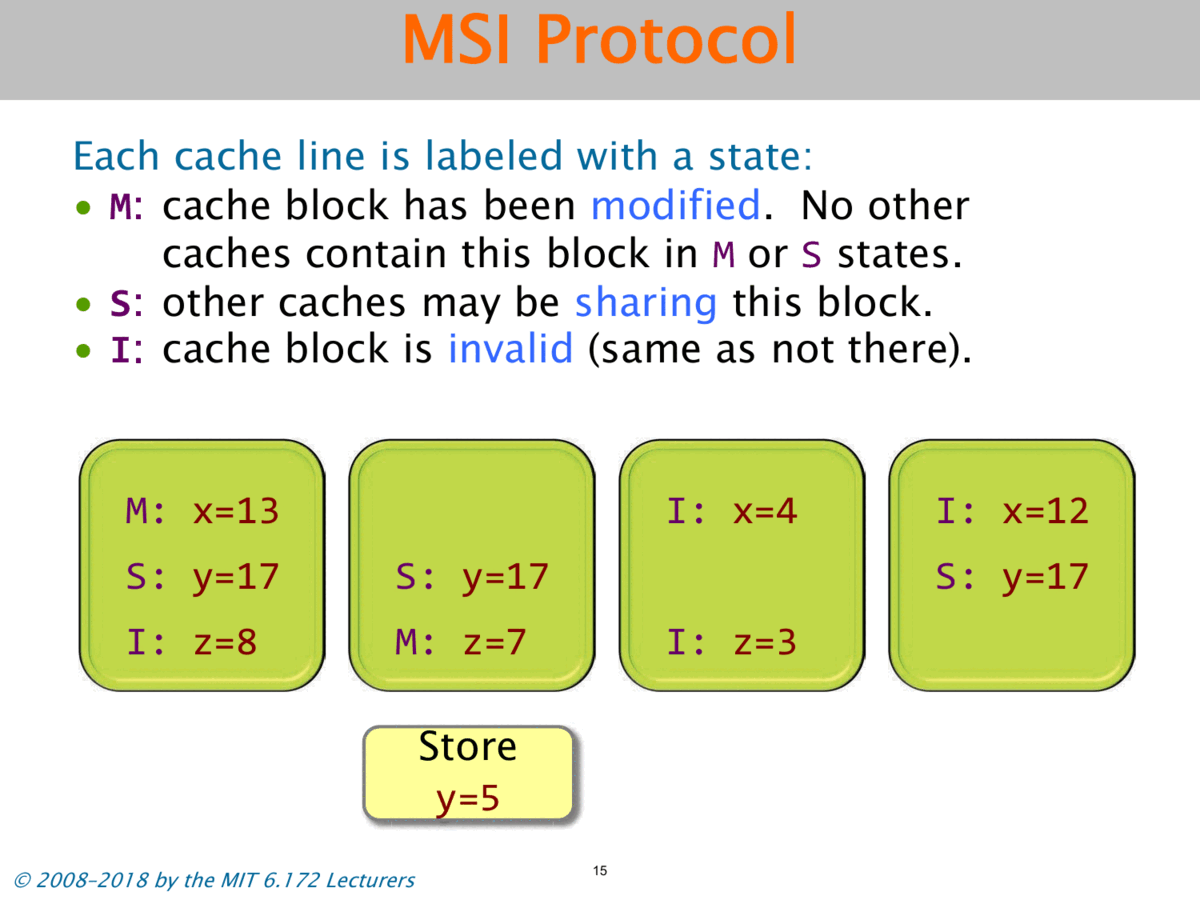 MSI Protocol
Each cache line is labeled with a state:
• M: cache block has been modified. No other
caches contain this block in M or S states.
• S: other caches may be sharing this block.
• I: cache block is invalid (same as not there).
M: x=13
S: y=17
I: z=8
S: y=17
M: z=7
I: x=4
I: z=3
I: x=12
S: y=17
Store
y=5
© 2008–2018 by the MIT 6.172 Lecturers
15